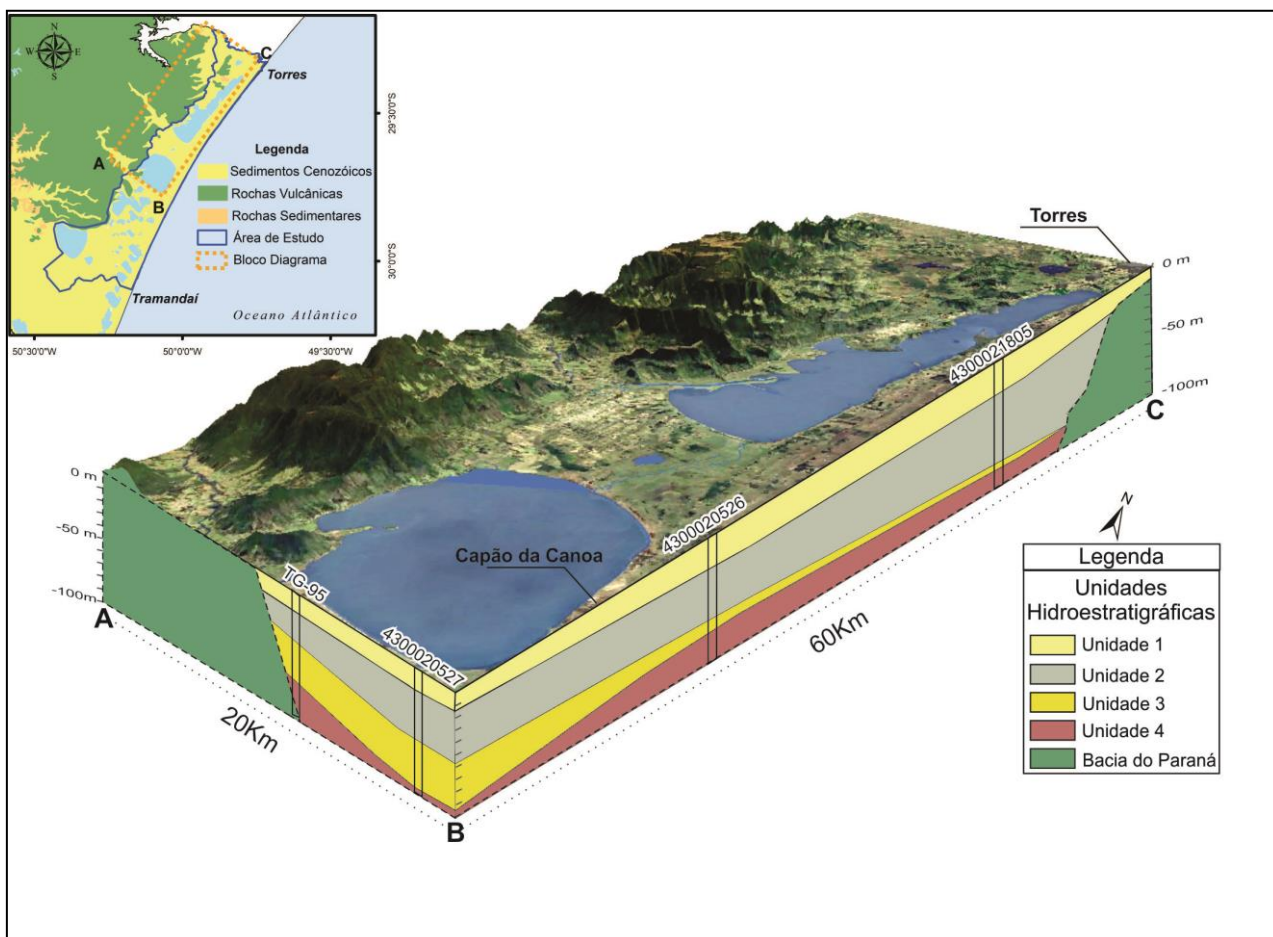 N
W
E
S
C
Torres
A
B
Legenda
Sedimentos Cenozóicos
Rochas Vulcânicas
Rochas Sedimentares
Área de Estudo
Bloco Diagrama
Tramandaí
Oceano Atlântico
29°30'0"S
30°0'0"S
50°30'0"W
50°0'0"W
49°30'0"W
Torres
0 m
-50 m
-100m
C
4300021805
4300020526
Capão da Canoa
0 m
-50 m
-100m
A
TG-95
4300020527
20Km
B
60Km
N
Legenda
Unidades
Hidroestratigráficas
Unidade 1
Unidade 2
Unidade 3
Unidade 4
Bacia do Paraná